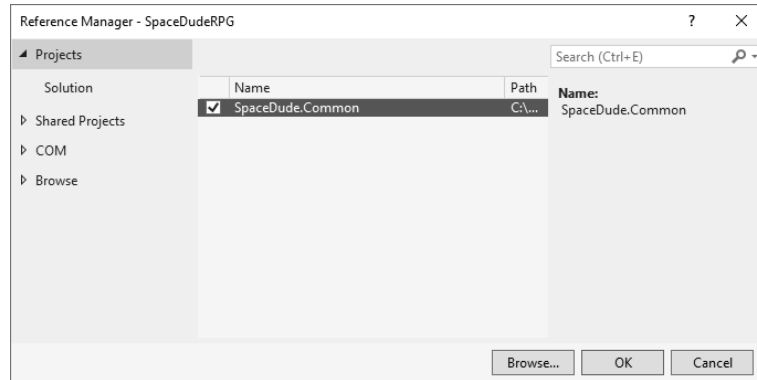 Reference Manager - SpaceDudeRPG
? ×
Projects
Search (Ctrl+E)
Solution
Name Path
Name:
SpaceDude.Common C:\...
SpaceDude.Common
Shared Projects
COM
Browse
Browse... OK Cancel